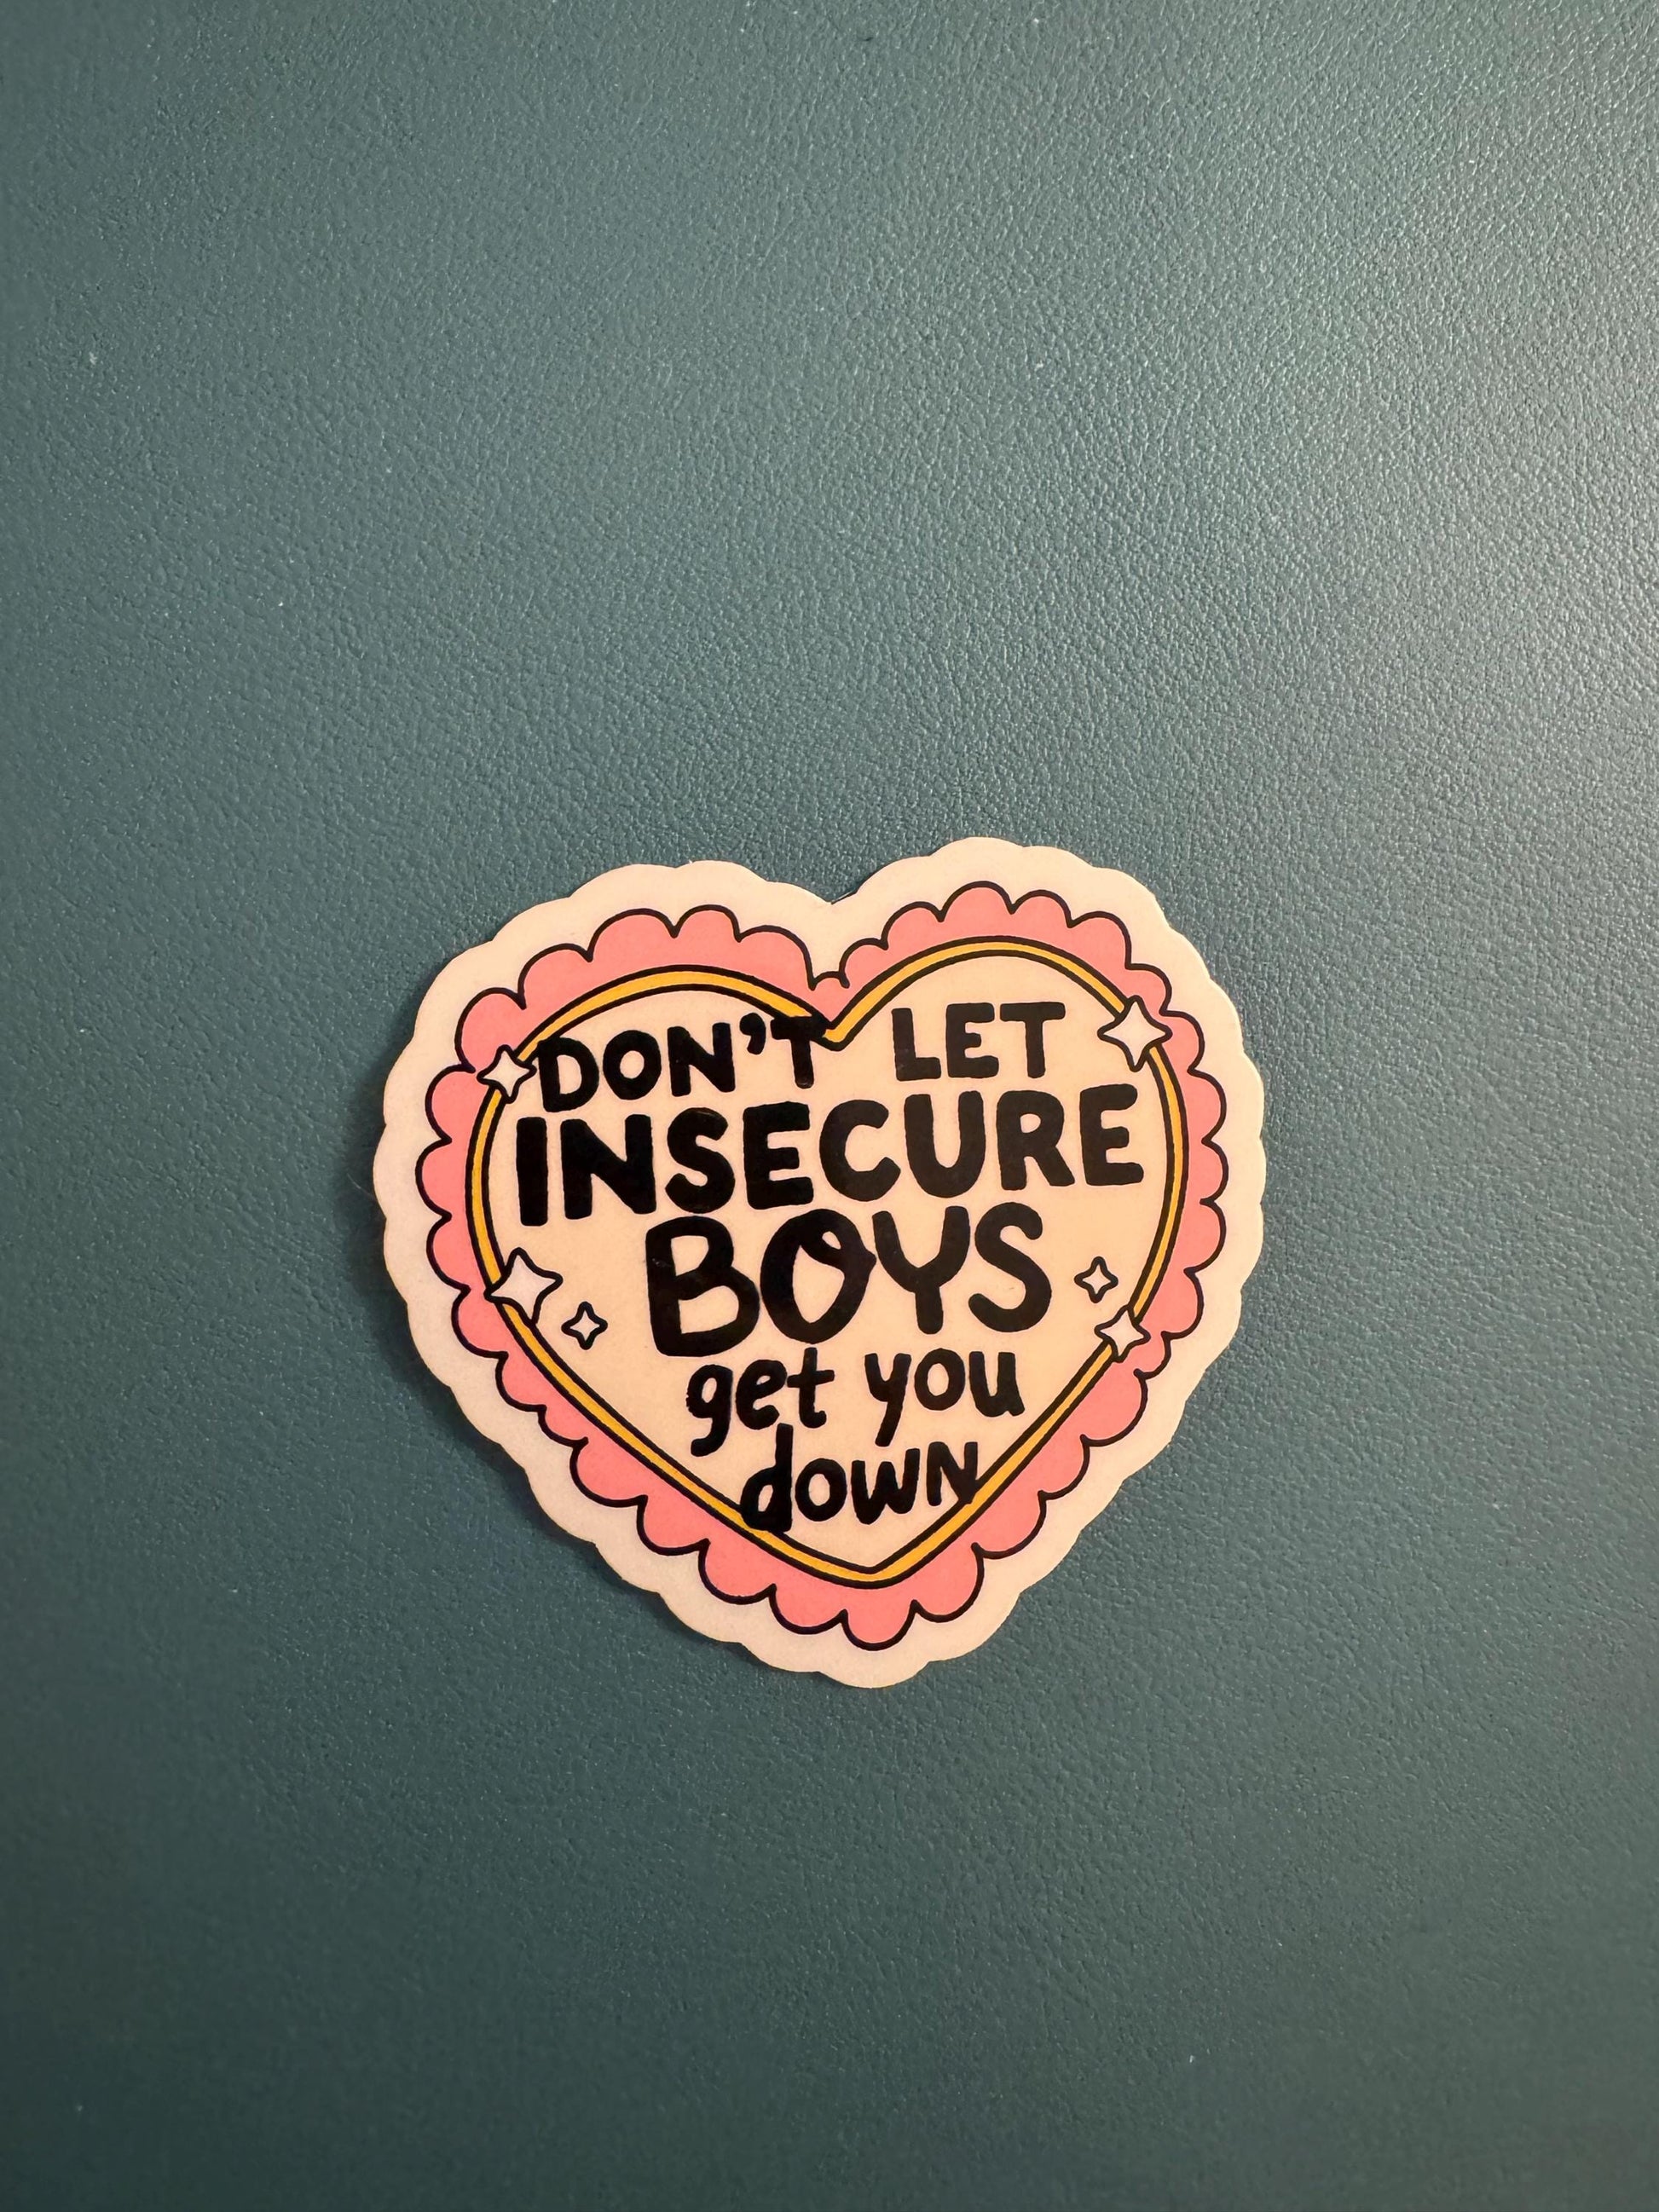 DON'T LET
INSECURE
BOYS
get you
down